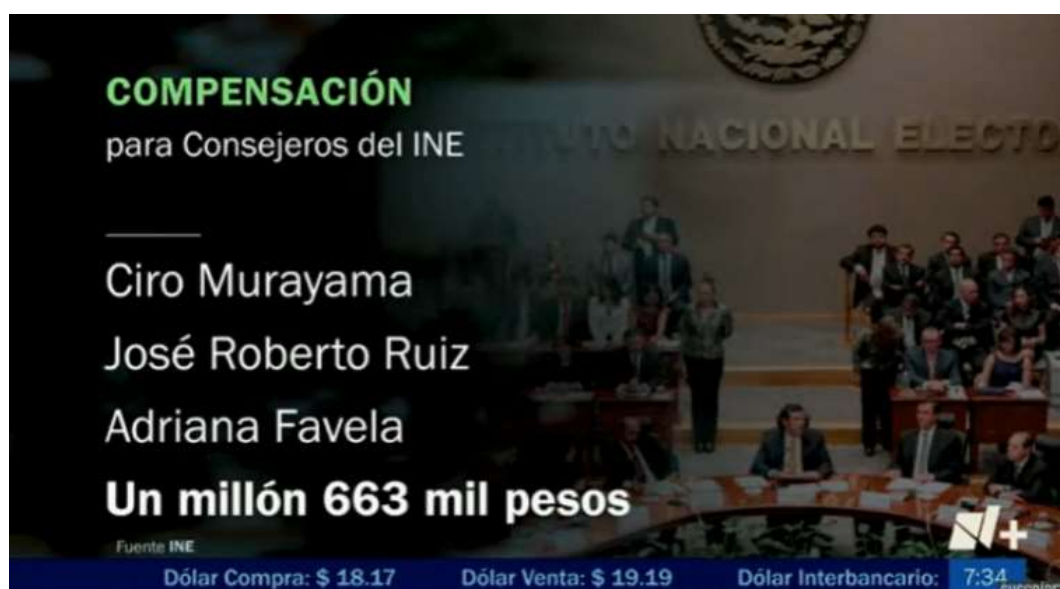 COMPENSACIÓN
para Consejeros del INE
NACIONAL
Ciro Murayama
José Roberto Ruiz
Adriana Favela
Un millón 663 mil pesos
Fuente INE
N+
Dólar Compra: $ 18.17 Dólar Venta: $ 19.19 Dólar Interbancario: 7:34